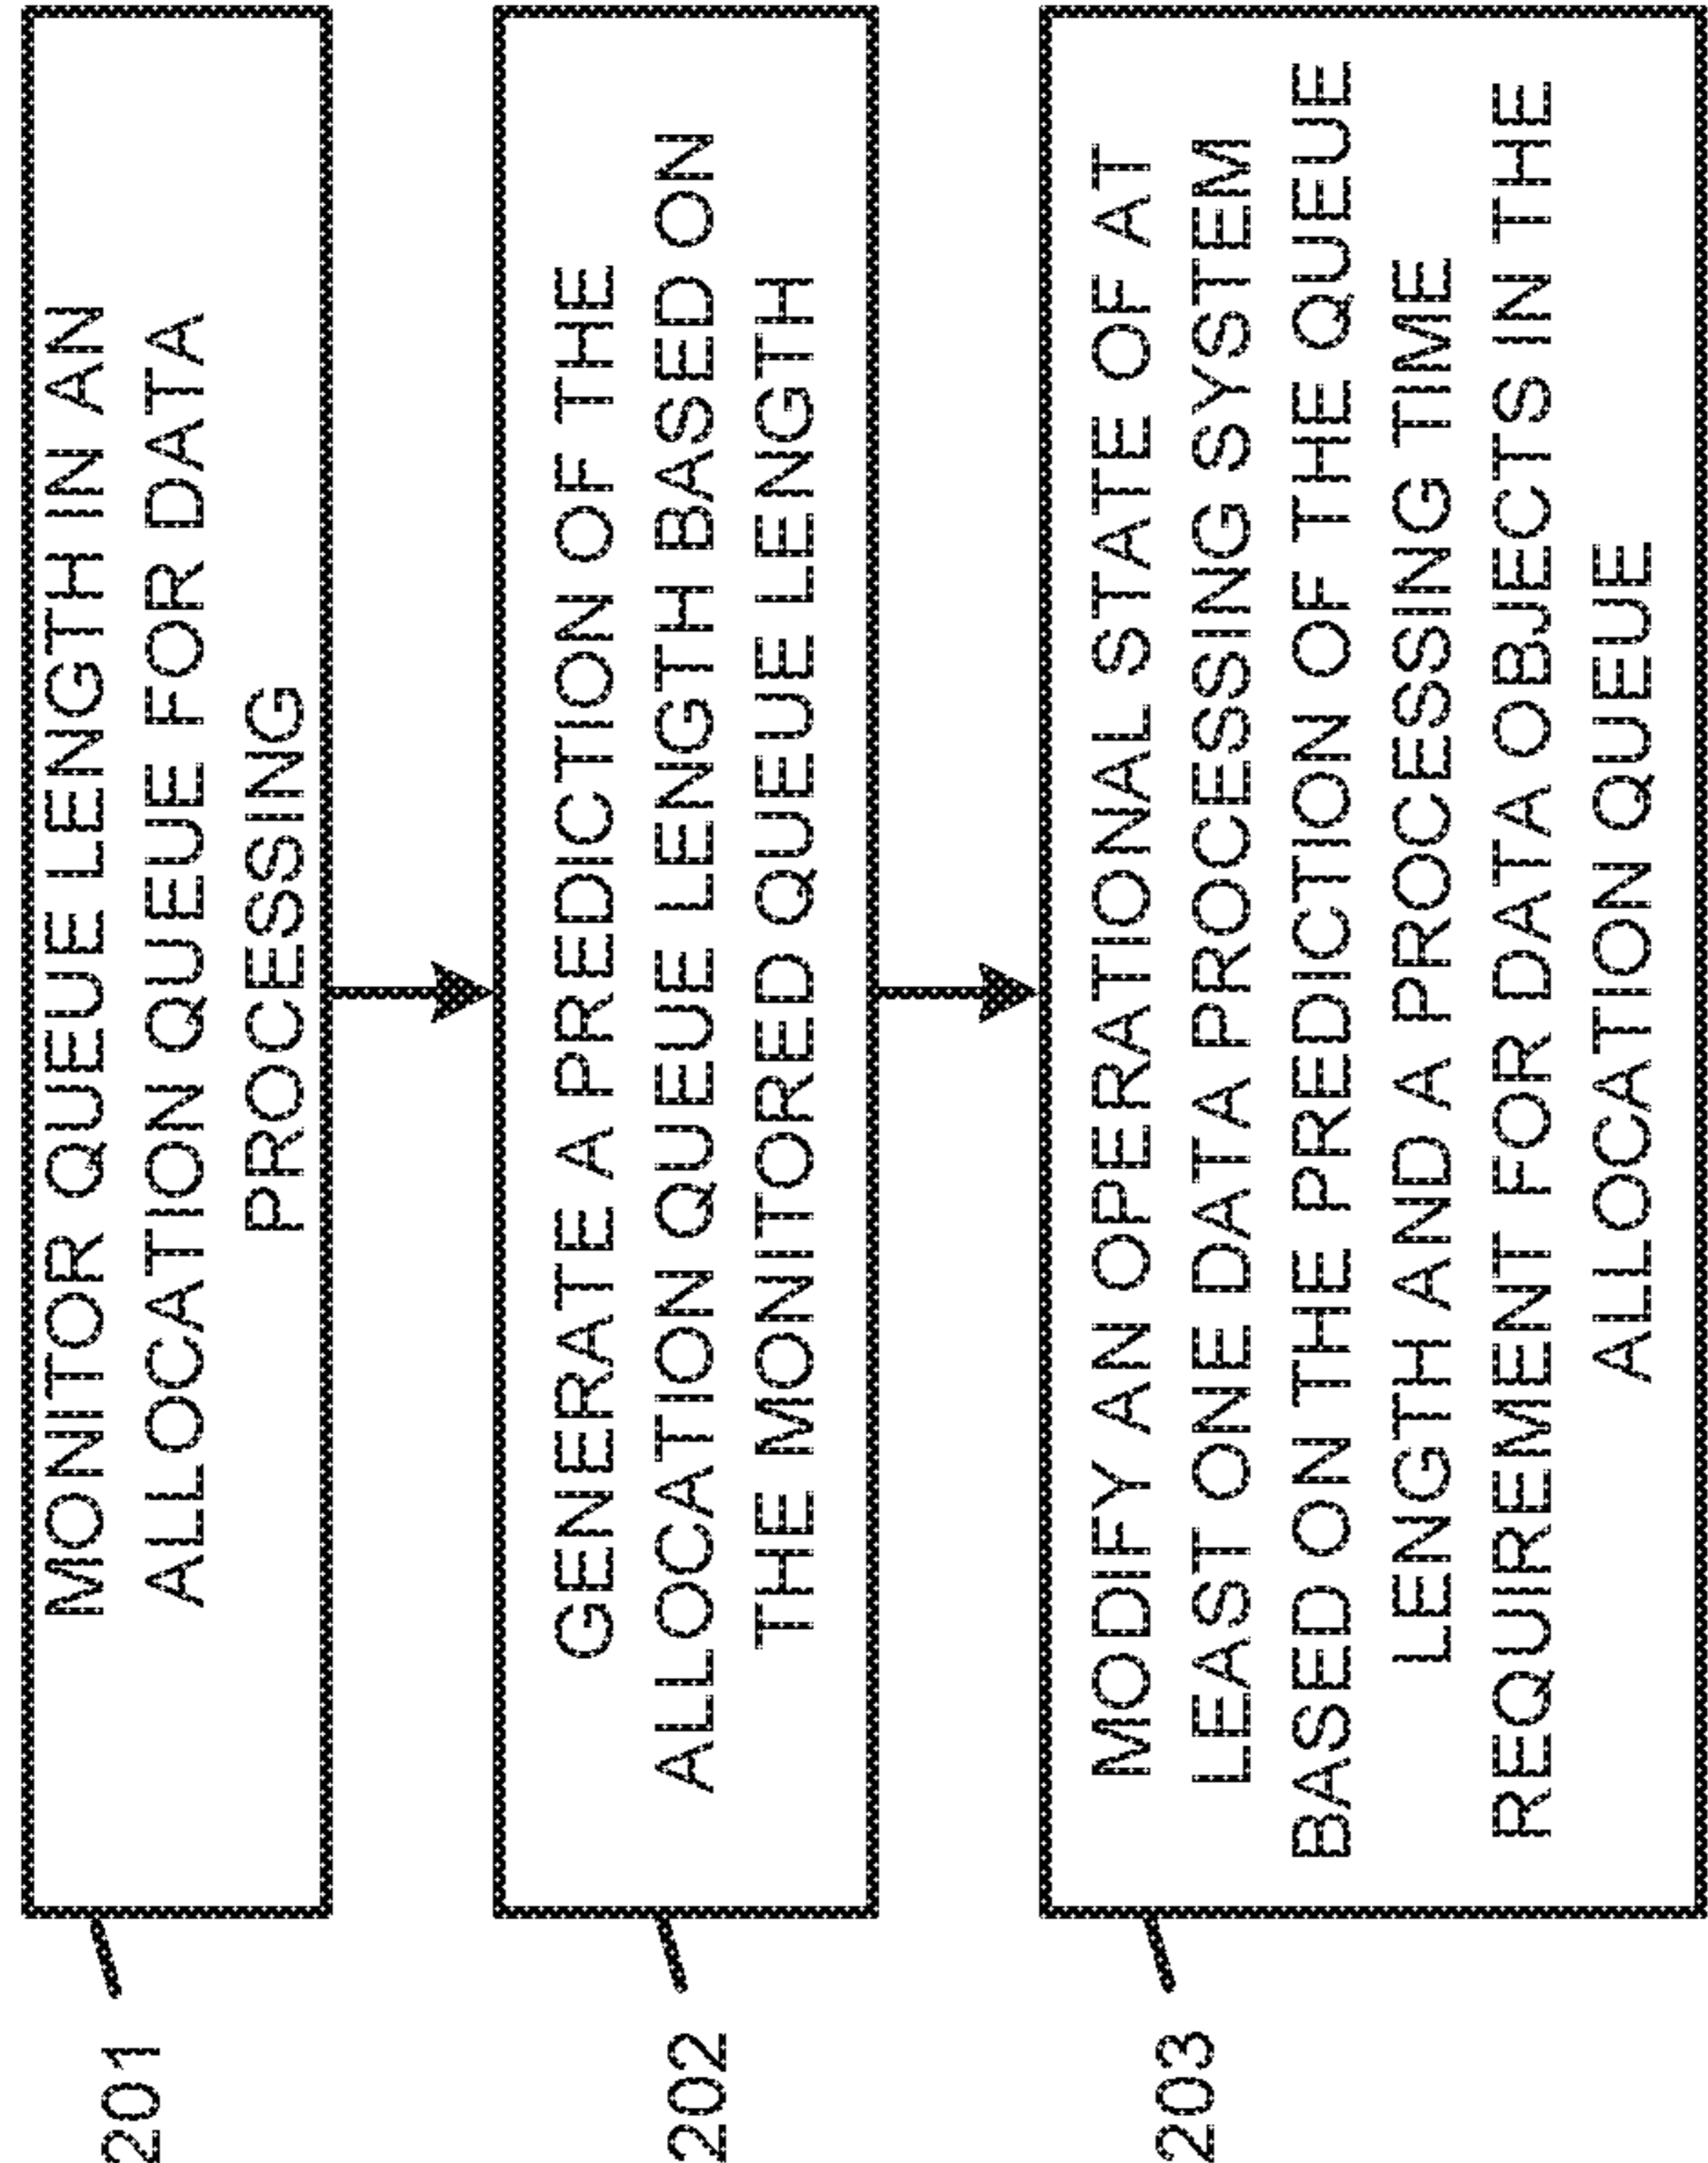 201
MONITOR QUEUE LENGTH IN AN
ALLOCATION QUEUE FOR DATA
PROCESSING
202
GENERATE A PREDICTION OF THE
ALLOCATION QUEUE LENGTH BASED ON
THE MONITORED QUEUE LENGTH
203
MODIFY AN OPERATIONAL STATE OF AT
LEAST ONE DATA PROCESSING SYSTEM
BASED ON THE PREDICTION OF THE QUEUE
LENGTH AND A PROCESSING TIME
REQUIREMENT FOR DATA OBJECTS IN THE
ALLOCATION QUEUE